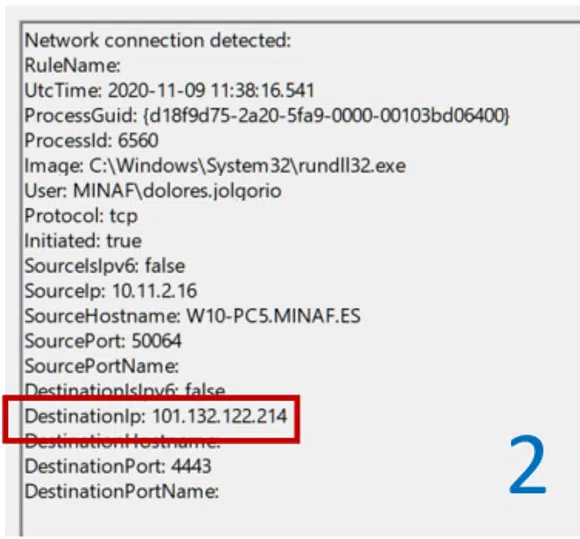 Network connection detected:
RuleName:
UtcTime: 2020-11-09 11:38:16.541
ProcessGuid: {d18f9d75-2a20-5fa9-0000-00103bd06400}
ProcessId: 6560
Image: C:\Windows\System32\rundll32.exe
User: MINAF\dolores.jolgorio
Protocol: tcp
Initiated: true
SourceIsIpv6: false
SourceIp: 10.11.2.16
SourceHostname: W10-PC5.MINAF.ES
SourcePort: 50064
SourcePortName:
DestinationIsIpv6: false
DestinationIp: 101.132.122.214
DestinationHostname:
DestinationPort: 4443
DestinationPortName:
2